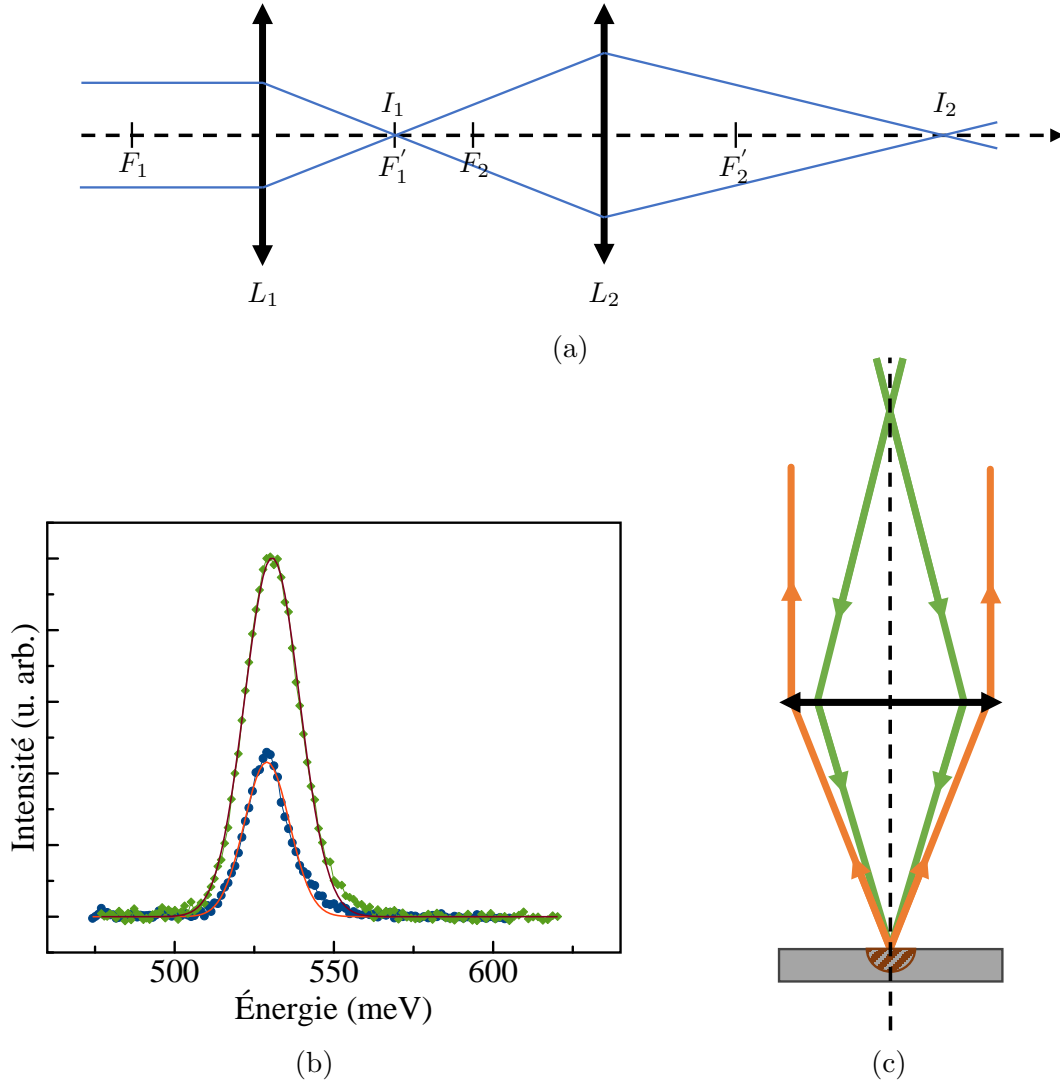 I₁ I₂
F₁ F₁′ F₂ F₂′
L₁ L₂
(a)
Intensité (u. arb.)
500 550 600
Énergie (meV)
(b)
(c)